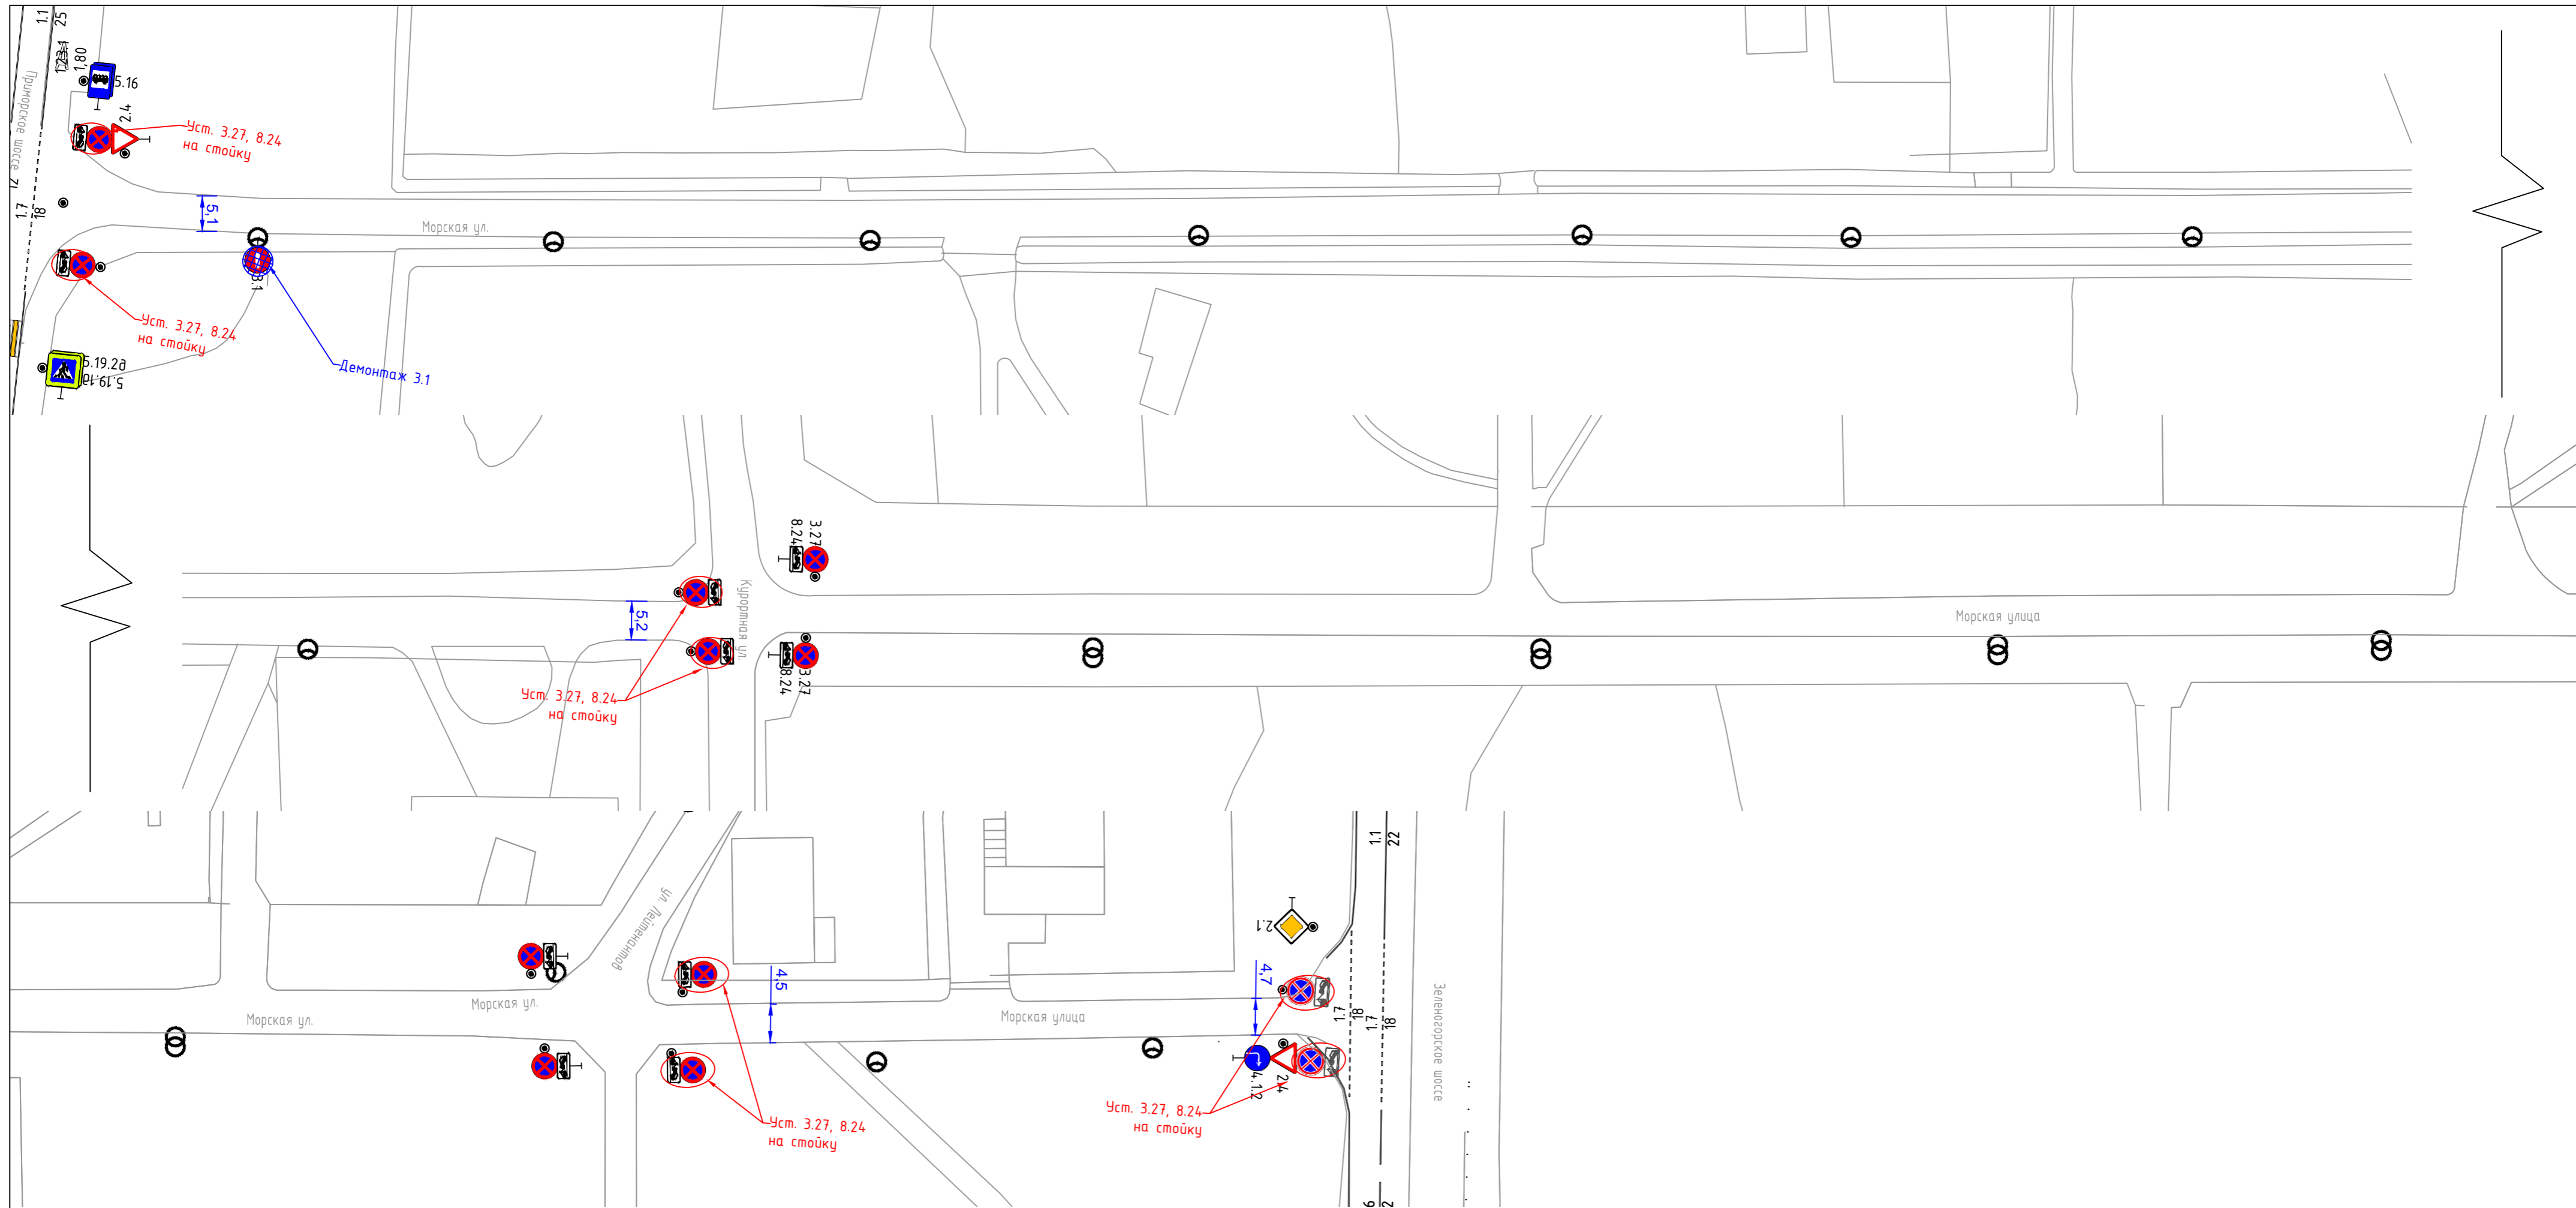 1.1
25
1.23.1
1,80
5.16
Приморское шоссе
2.4
Уст. 3.27, 8.24
на стойку
12
1.7
18
5,1
Морская ул.
3.1
Уст. 3.27, 8.24
на стойку
Демонтаж 3.1
5.19.2д
5.19.1д
8.24
3.27
Курортная ул.
5,2
Морская улица
8.24
3.27
Уст. 3.27, 8.24
на стойку
1.1
22
ул. Лейтенантов
2.1
4,5
4,7
Морская ул.
Морская ул.
Морская улица
1.7
18
1.7
18
Зеленогорское шоссе
4.1.2
2.4
Уст. 3.27, 8.24
на стойку
Уст. 3.27, 8.24
на стойку